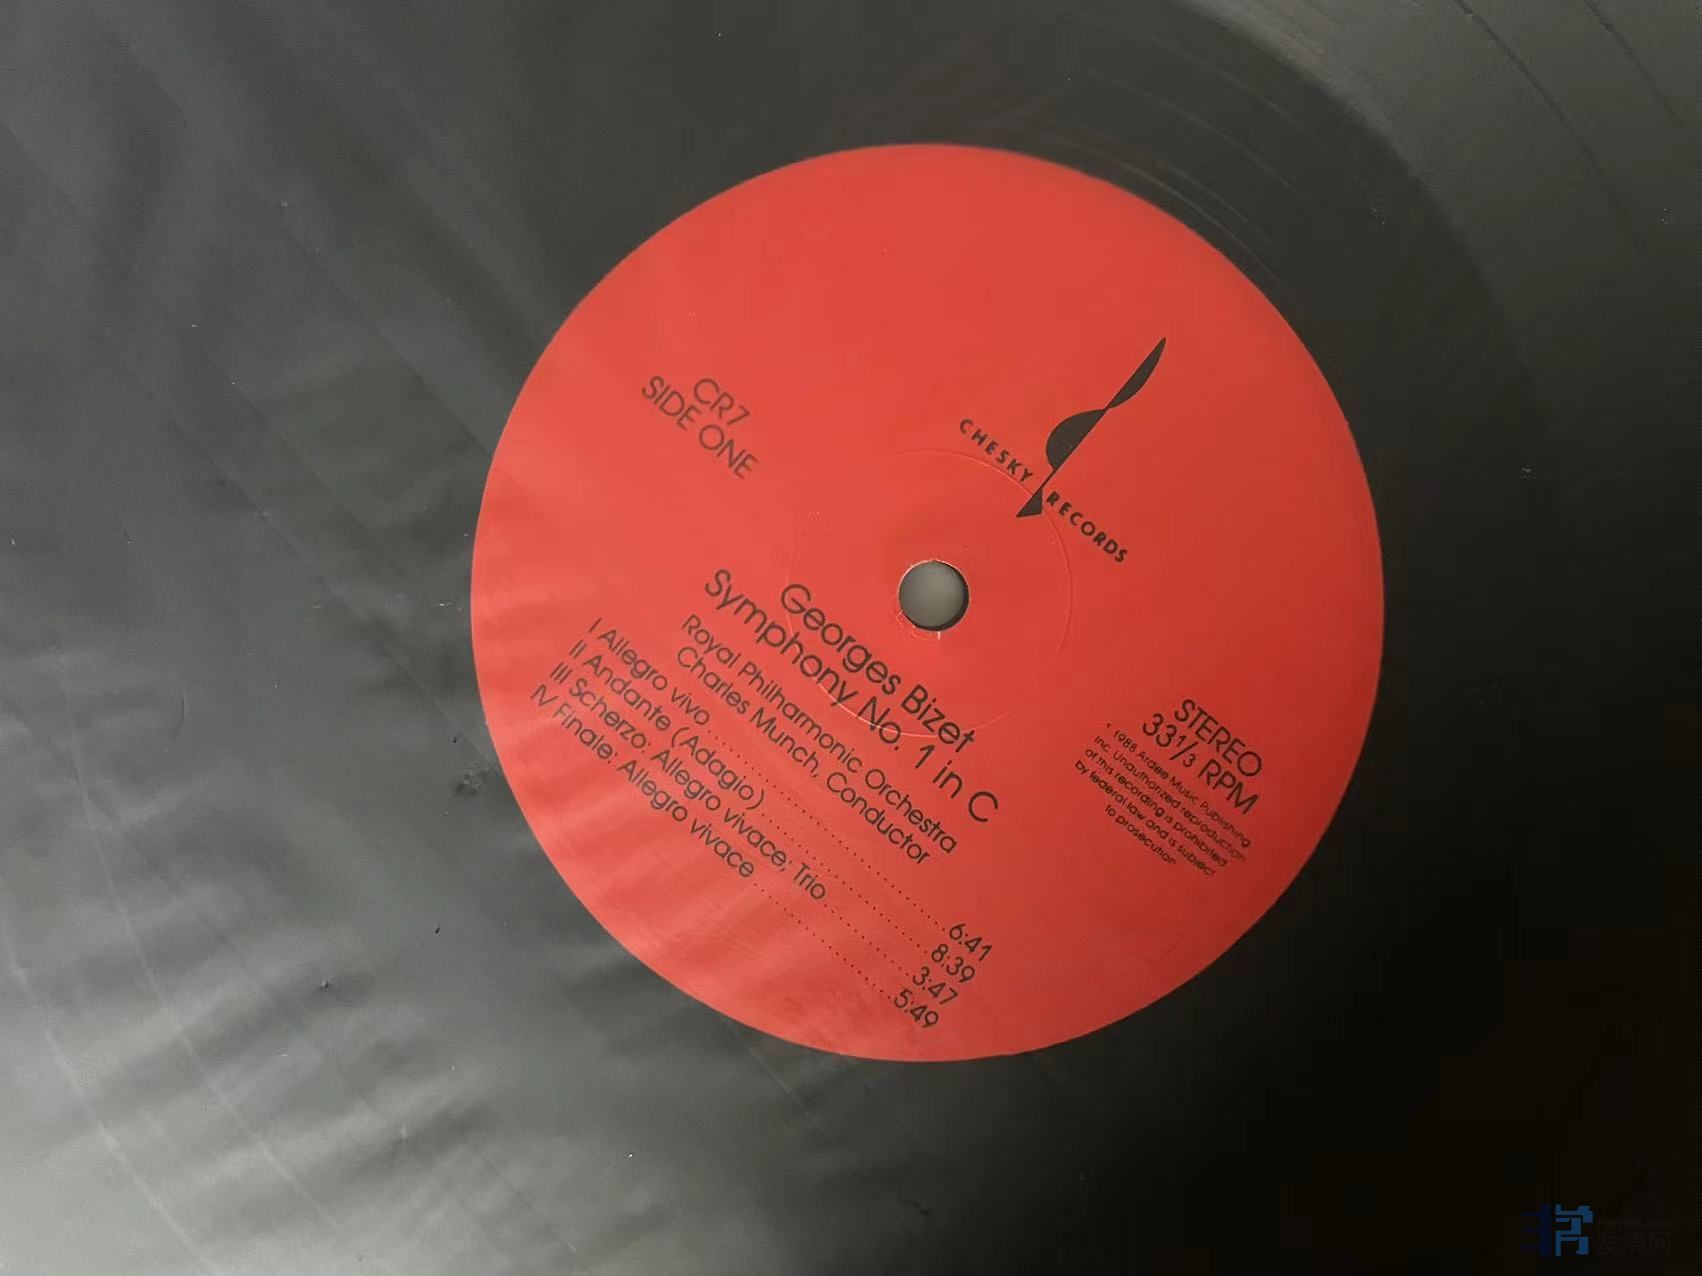 CHESKY RECORDS
CR7
SIDE ONE
STEREO
33⅓ RPM
1988 Ardee Music Publishing
Inc. Unauthorized reproduction
of this recording is prohibited
by federal law and is subject
to prosecution
Georges Bizet
Symphony No. 1 in C
Royal Philharmonic Orchestra
Charles Munch, Conductor
I Allegro vivo 6:41
II Andante (Adagio) 8:39
III Scherzo: Allegro vivace; Trio 3:47
IV Finale: Allegro vivace 5:49
发烧网